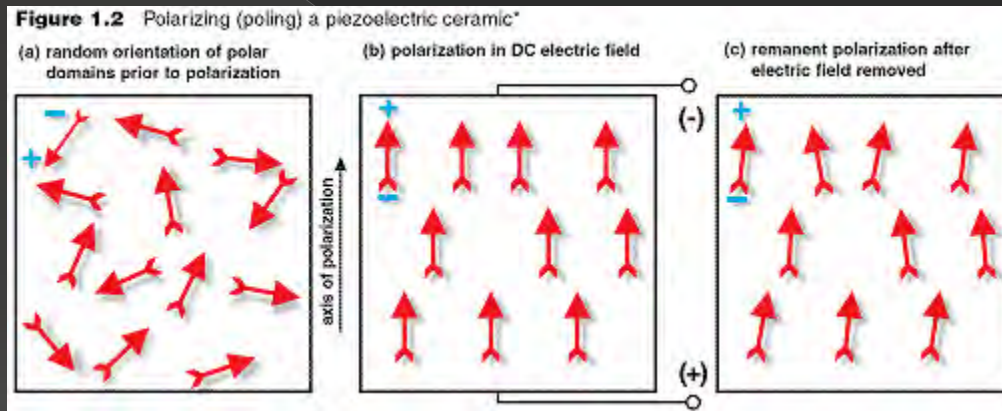 Figure 1.2 Polarizing (poling) a piezoelectric ceramic*
(a) random orientation of polar
domains prior to polarization
(b) polarization in DC electric field
(c) remanent polarization after
electric field removed
−
+
axis of polarization
+
−
(-)
(+)
+
−